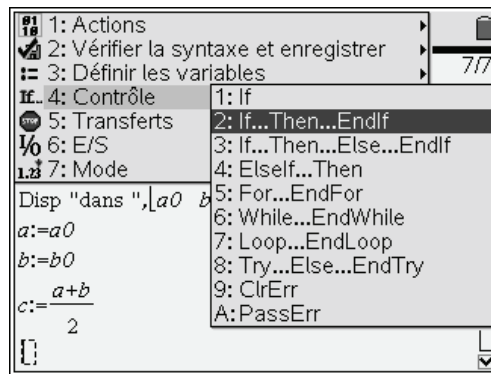 1: Actions
2: Vérifier la syntaxe et enregistrer
3: Définir les variables
7/7
If... 4: Contrôle
5: Transferts
I/O 6: E/S
1.23 7: Mode
1: If
2: If...Then...EndIf
3: If...Then...Else...EndIf
4: ElseIf...Then
5: For...EndFor
6: While...EndWhile
7: Loop...EndLoop
8: Try...Else...EndTry
9: ClrErr
A: PassErr
Disp "dans ",[a0 b
a:=a0
b:=b0
c:=a+b
2